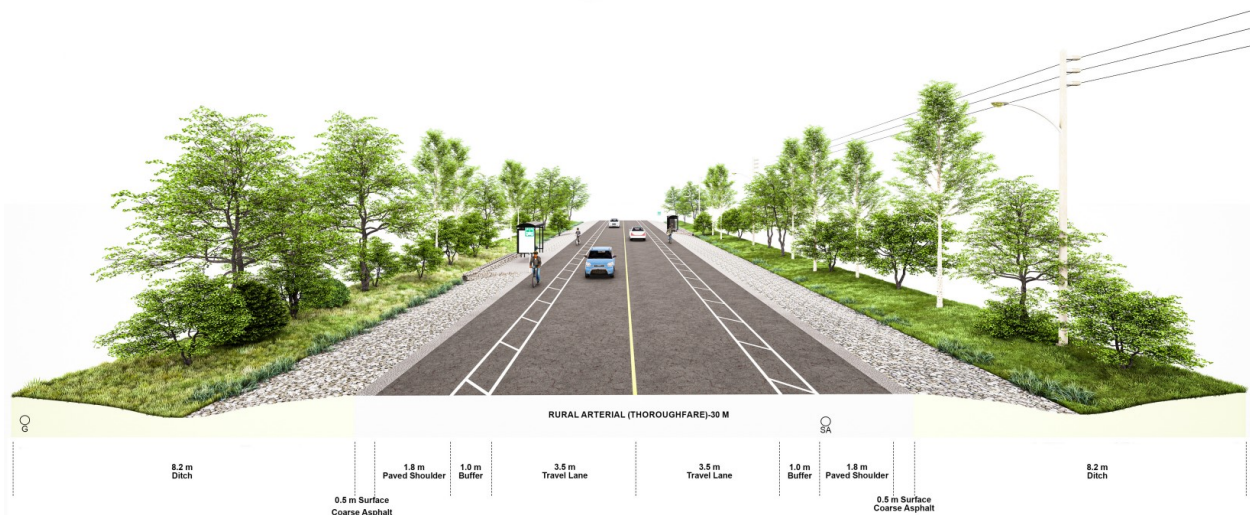 RURAL ARTERIAL (THOROUGHFARE)-30 M
G
SA
8.2 m
Ditch
0.5 m Surface
Coarse Asphalt
1.8 m
Paved Shoulder
1.0 m
Buffer
3.5 m
Travel Lane
3.5 m
Travel Lane
1.0 m
Buffer
1.8 m
Paved Shoulder
0.5 m Surface
Coarse Asphalt
8.2 m
Ditch